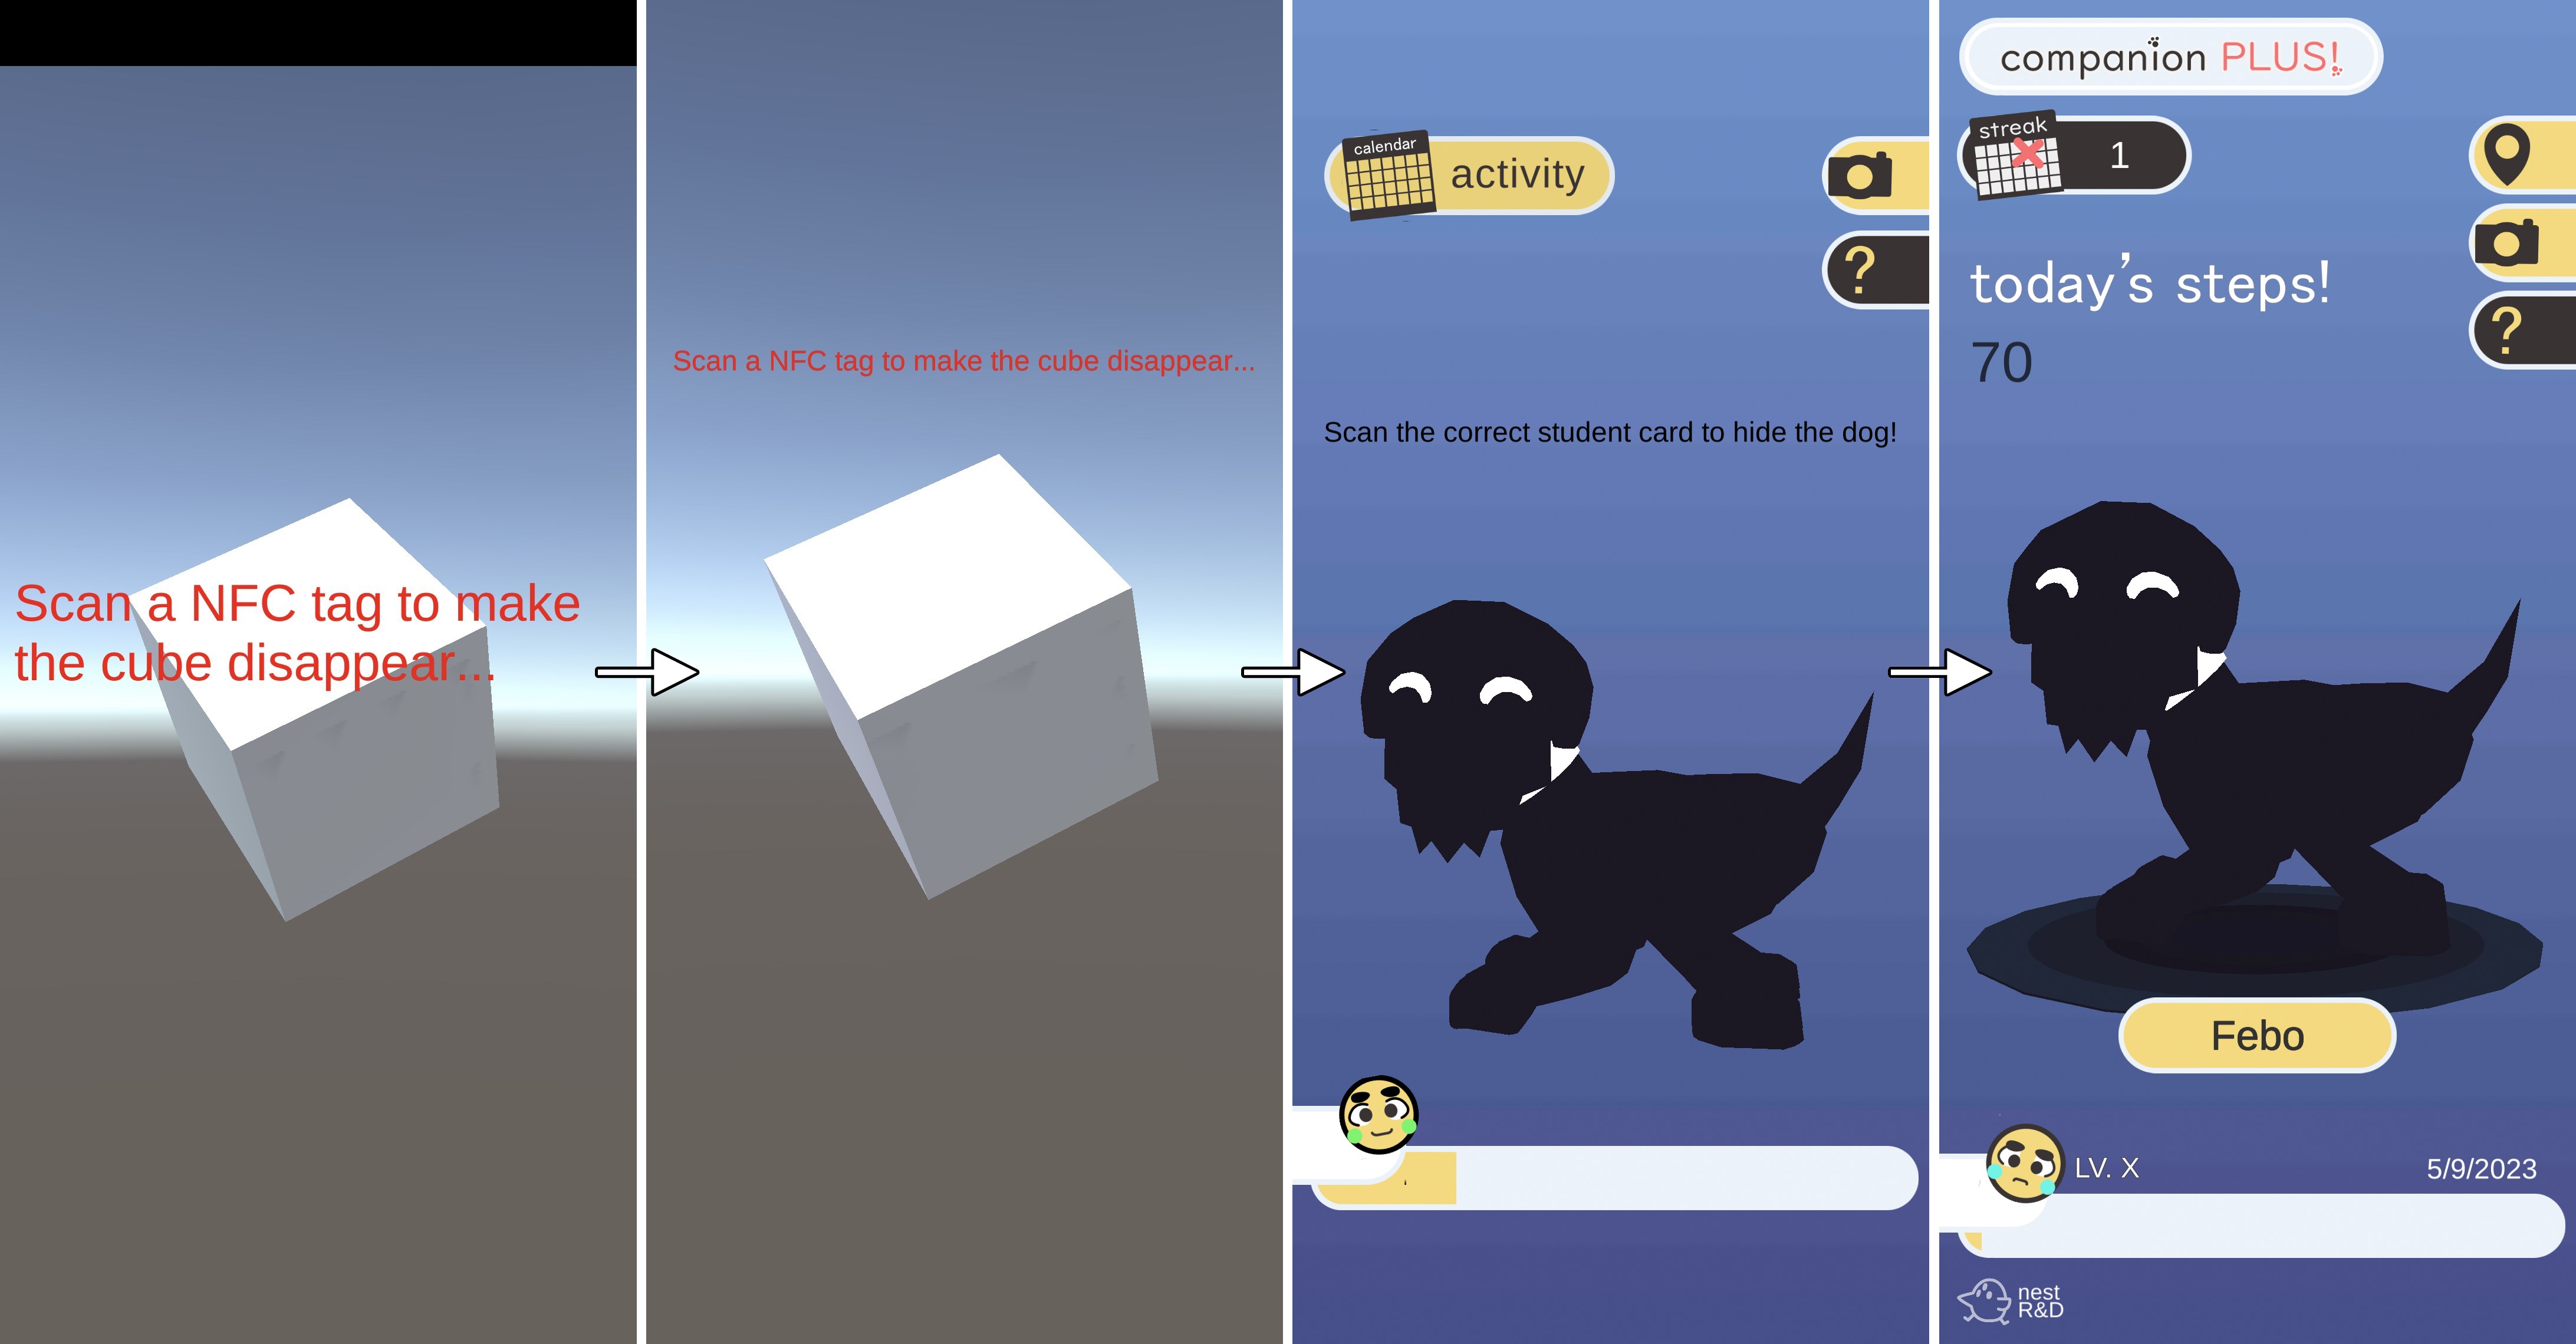 Scan a NFC tag to make
the cube disappear...
Scan a NFC tag to make the cube disappear...
calendar
activity
?
Scan the correct student card to hide the dog!
companion PLUS!
streak
1
today's steps!
70
?
Febo
LV. X
5/9/2023
nest
R&D